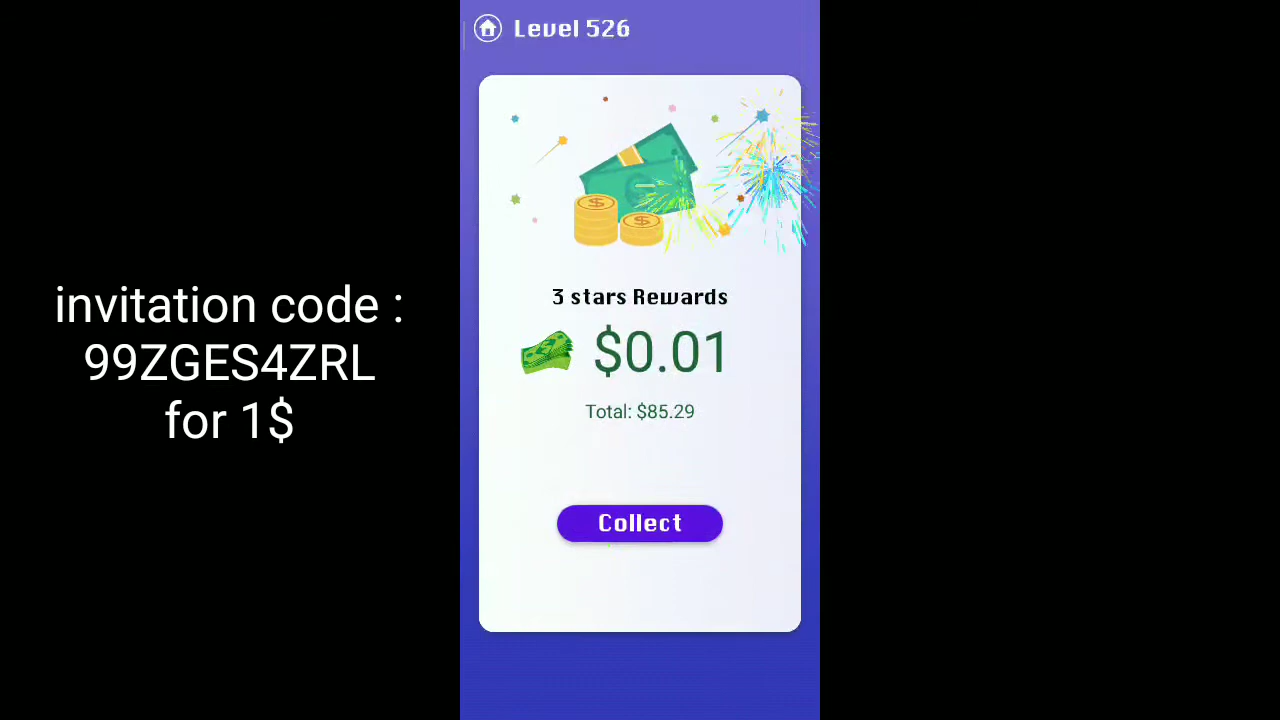 Level 526
invitation code :
99ZGES4ZRL
for 1$
3 stars Rewards
$0.01
Total: $85.29
Collect